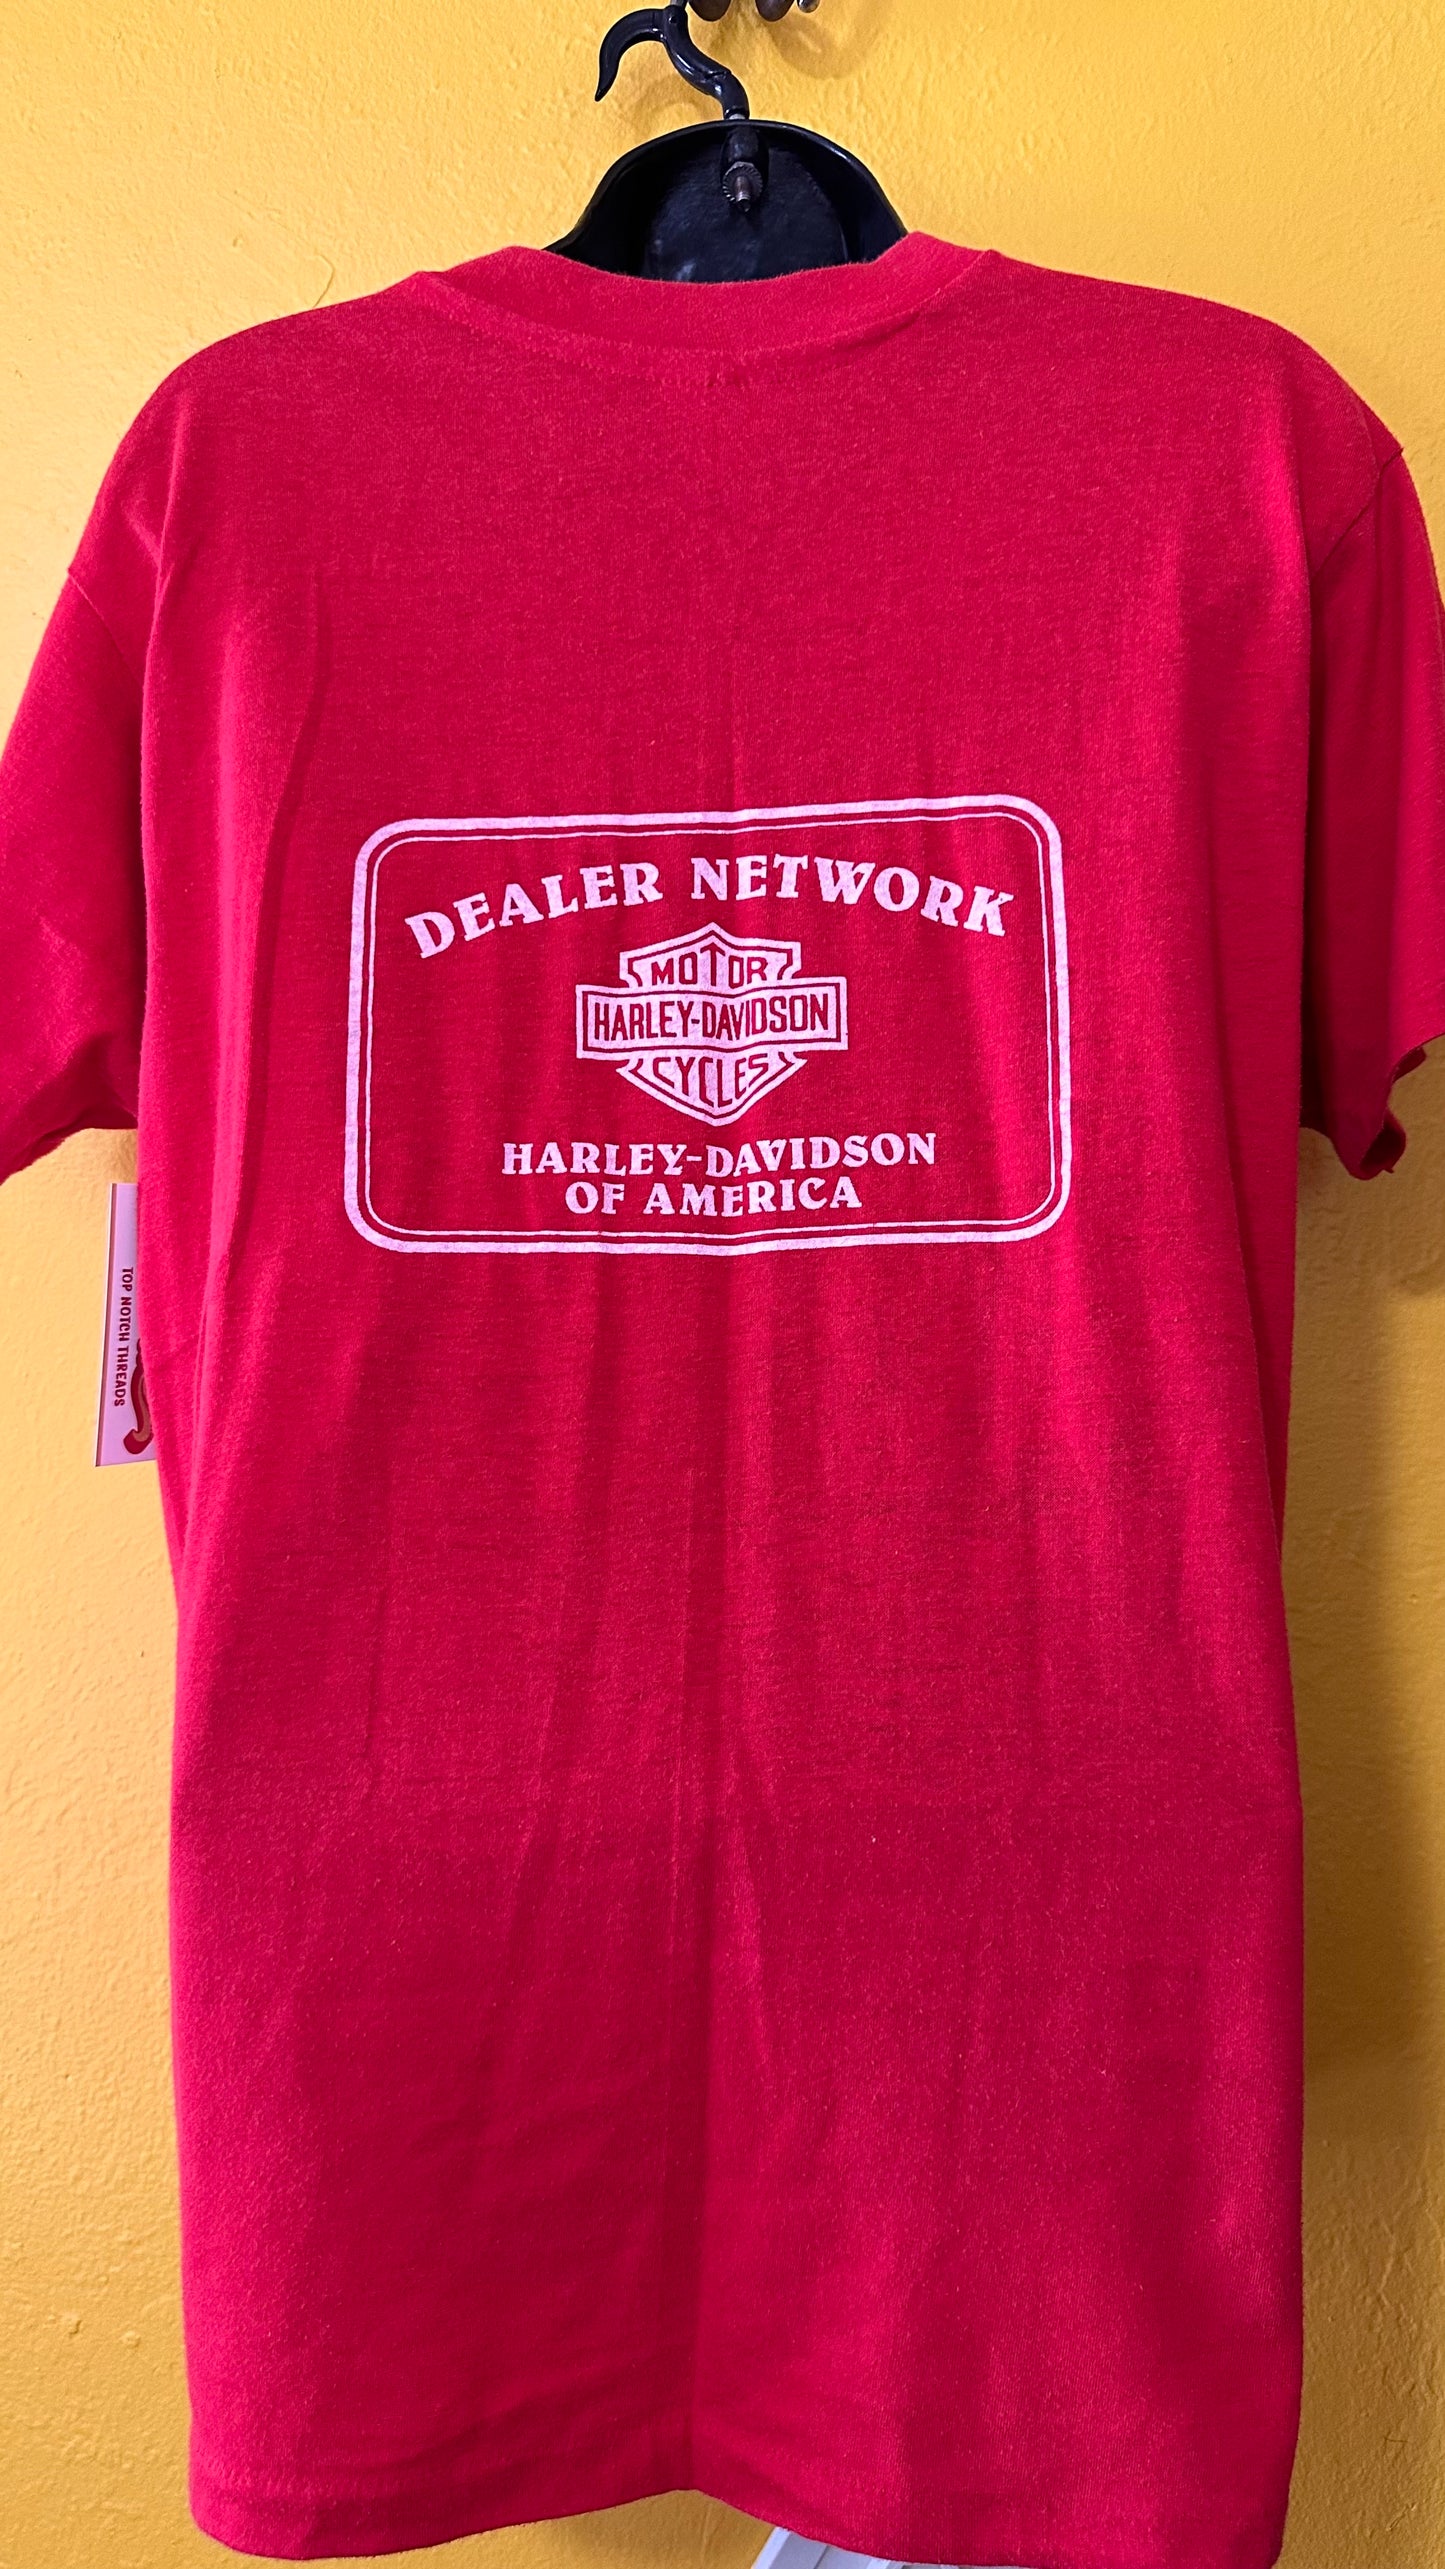 DEALER NETWORK
MOTOR
HARLEY-DAVIDSON
CYCLES
HARLEY-DAVIDSON
OF AMERICA
TOP NOTCH THREADS